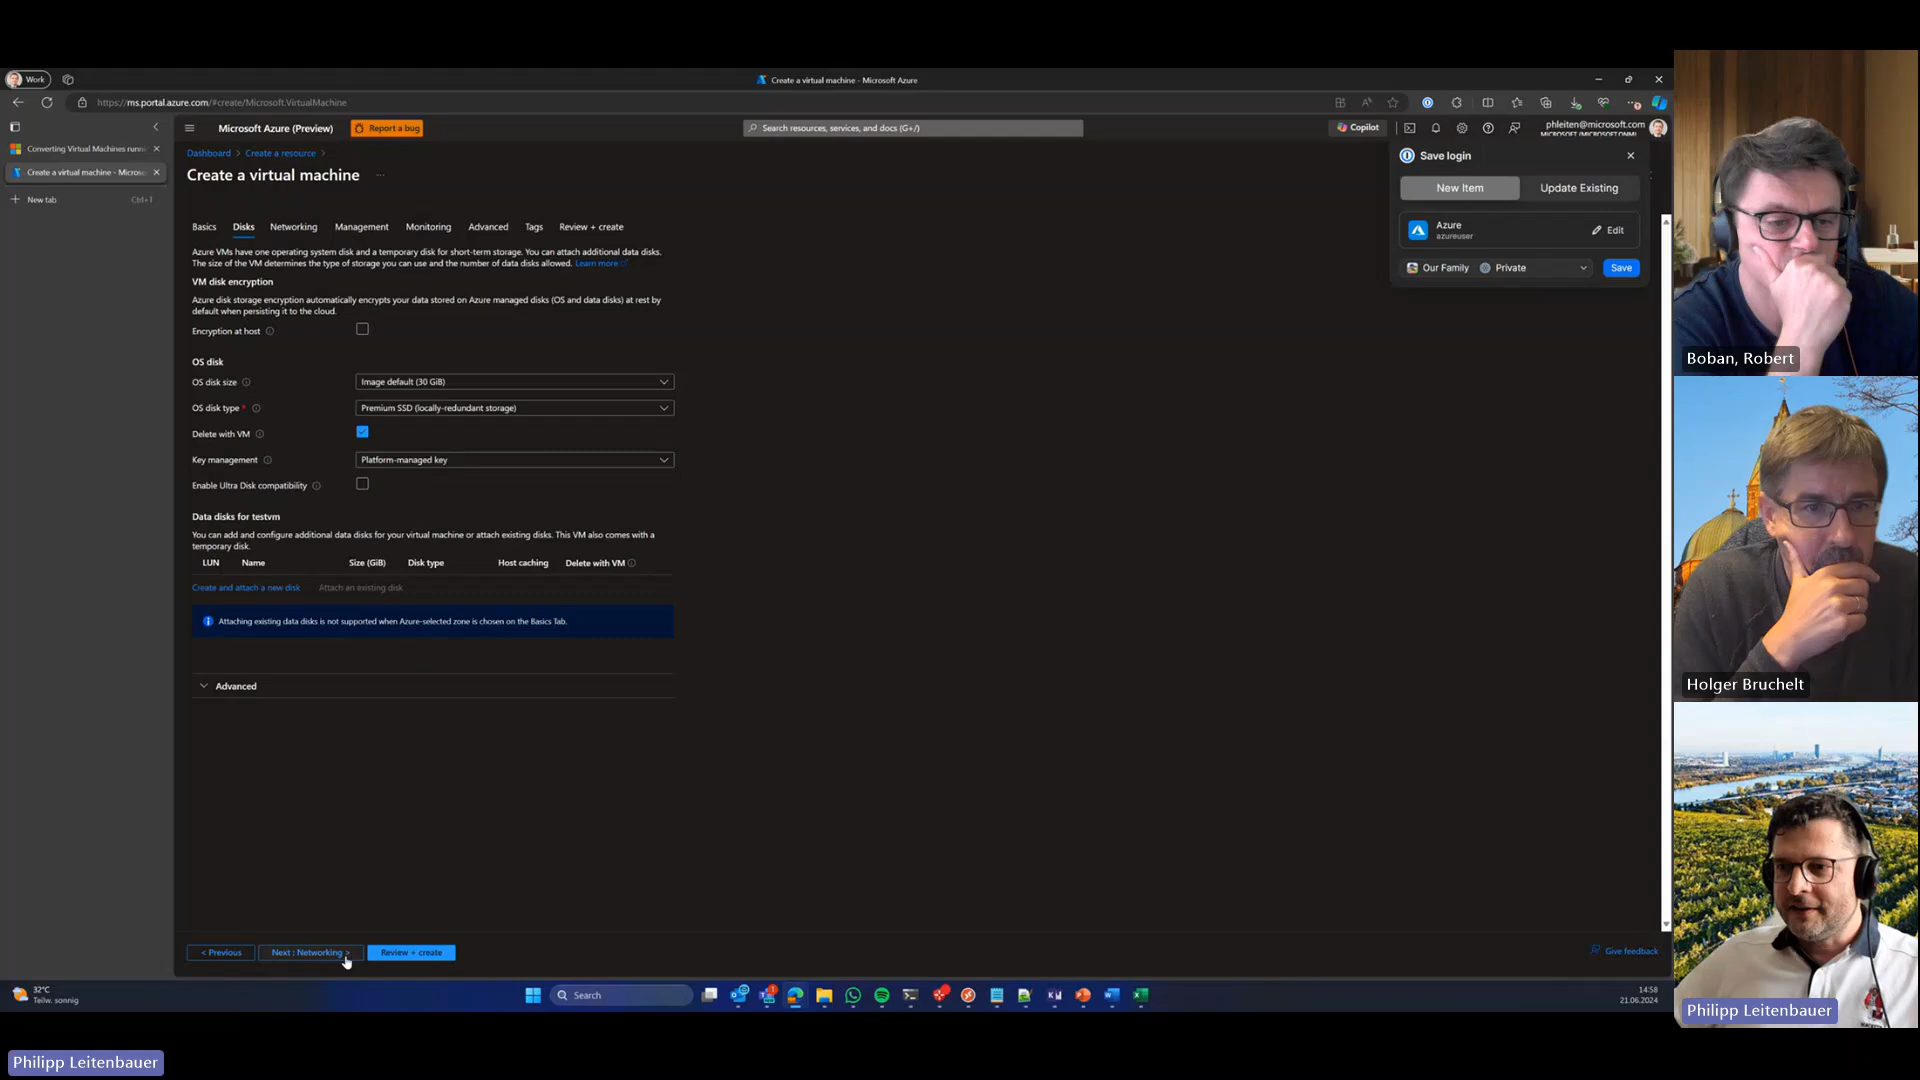 Work
Create a virtual machine - Microsoft Azure
https://ms.portal.azure.com/#create/Microsoft.VirtualMachine
Converting Virtual Machines runni
Create a virtual machine - Micros
New tab
Ctrl+T
Microsoft Azure (Preview)
Report a bug
Search resources, services, and docs (G+/)
Copilot
phleiten@microsoft.com
Dashboard > Create a resource >
Create a virtual machine ...
Basics Disks Networking Management Monitoring Advanced Tags Review + create
Azure VMs have one operating system disk and a temporary disk for short-term storage. You can attach additional data disks.
The size of the VM determines the type of storage you can use and the number of data disks allowed. Learn more
VM disk encryption
Azure disk storage encryption automatically encrypts your data stored on Azure managed disks (OS and data disks) at rest by
default when persisting it to the cloud.
Encryption at host
OS disk
OS disk size
Image default (30 GiB)
OS disk type *
Premium SSD (locally-redundant storage)
Delete with VM
Key management
Platform-managed key
Enable Ultra Disk compatibility
Data disks for testvm
You can add and configure additional data disks for your virtual machine or attach existing disks. This VM also comes with a
temporary disk.
LUN Name Size (GiB) Disk type Host caching Delete with VM
Create and attach a new disk
Attach an existing disk
Attaching existing data disks is not supported when Azure-selected zone is chosen on the Basics Tab.
Advanced
< Previous
Next : Networking >
Review + create
Give feedback
Save login
New Item
Update Existing
Azure
azureuser
Edit
Our Family
Private
Save
32°C
Teilw. sonnig
Search
14:58
21.06.2024
Boban, Robert
Holger Bruchelt
Philipp Leitenbauer
Philipp Leitenbauer